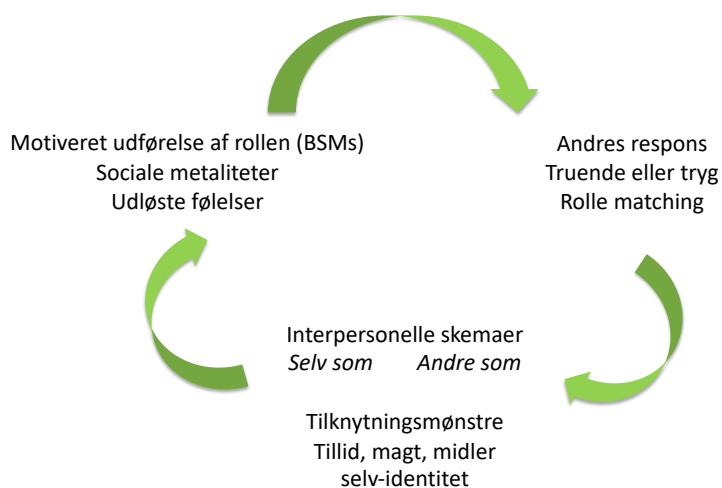 Motiveret udførelse af rollen (BSMs)
Sociale metaliteter
Udløste følelser
Andres respons
Truende eller tryg
Rolle matching
Interpersonelle skemaer
Selv som Andre som
Tilknytningsmønstre
Tillid, magt, midler
selv-identitet